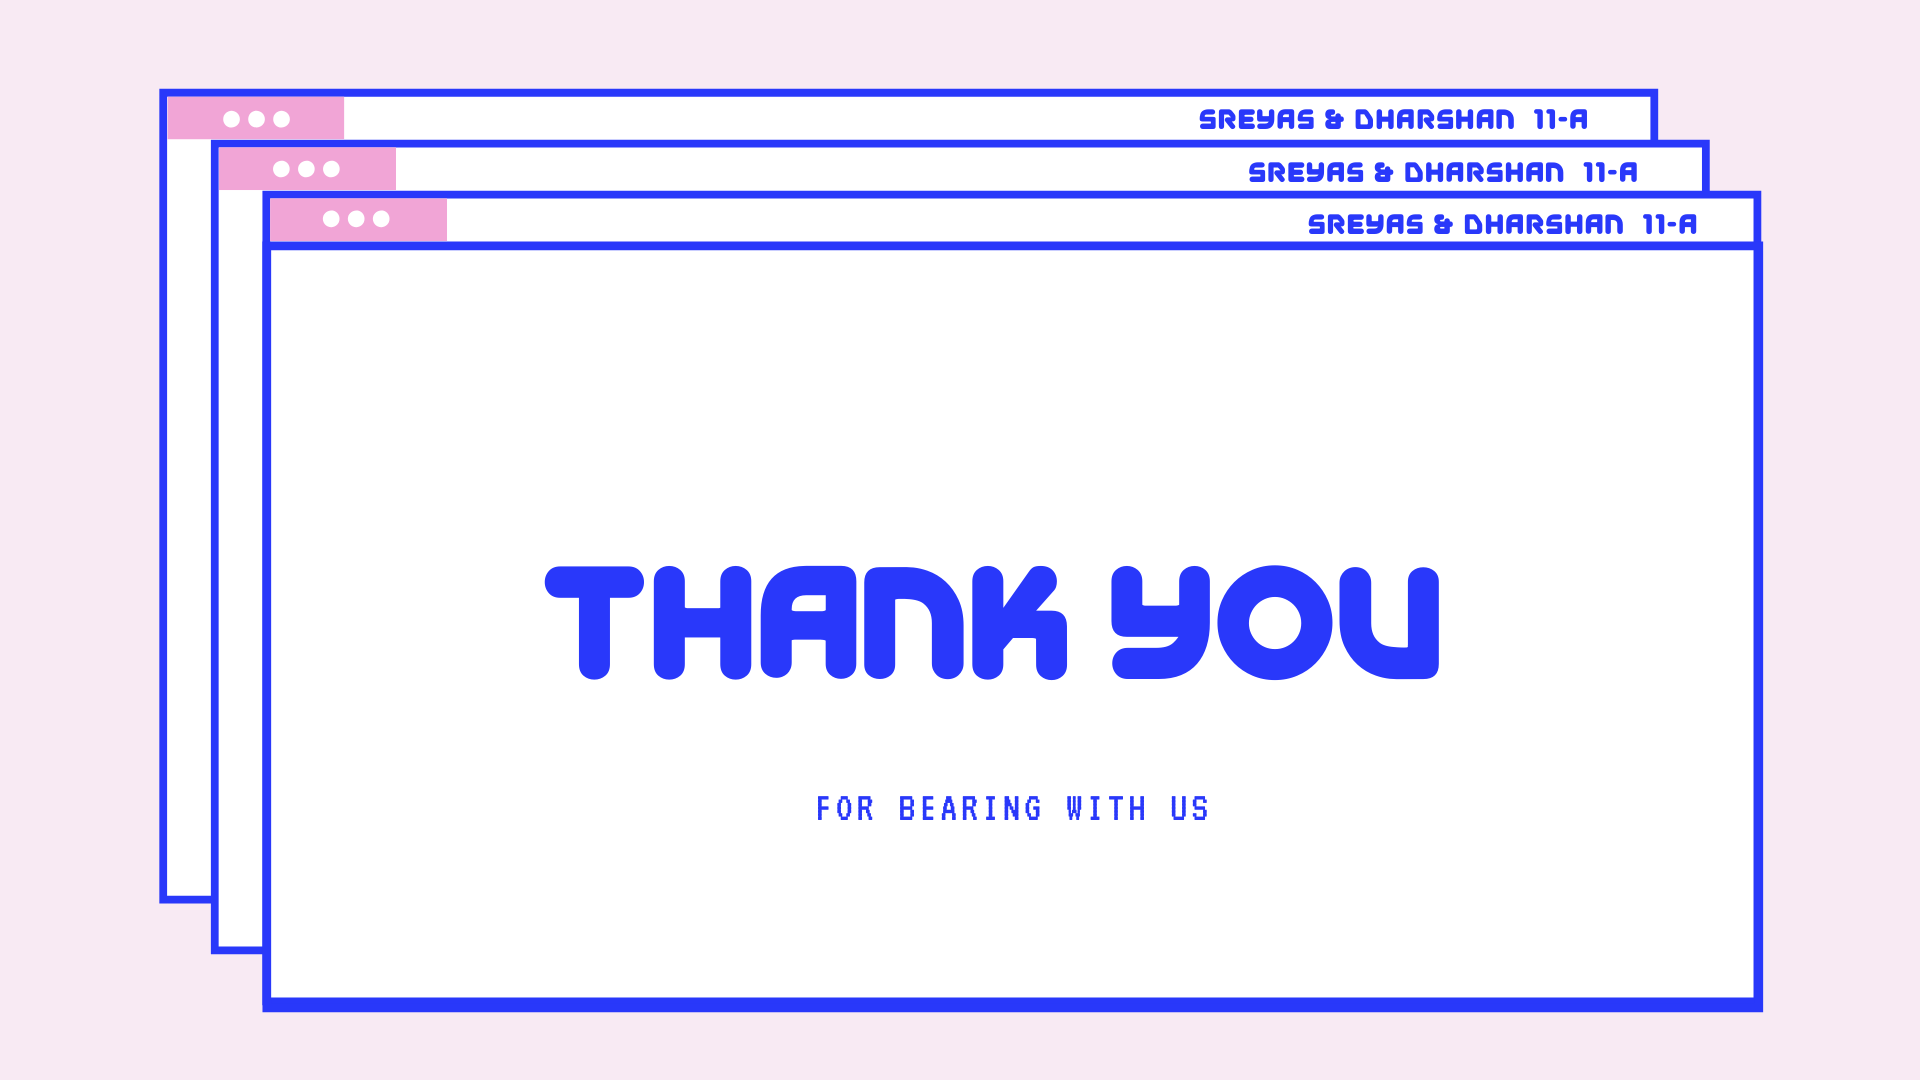 SREYAS & DHARSHAN 11-A
SREYAS & DHARSHAN 11-A
SREYAS & DHARSHAN 11-A
THANK YOU
FOR BEARING WITH US